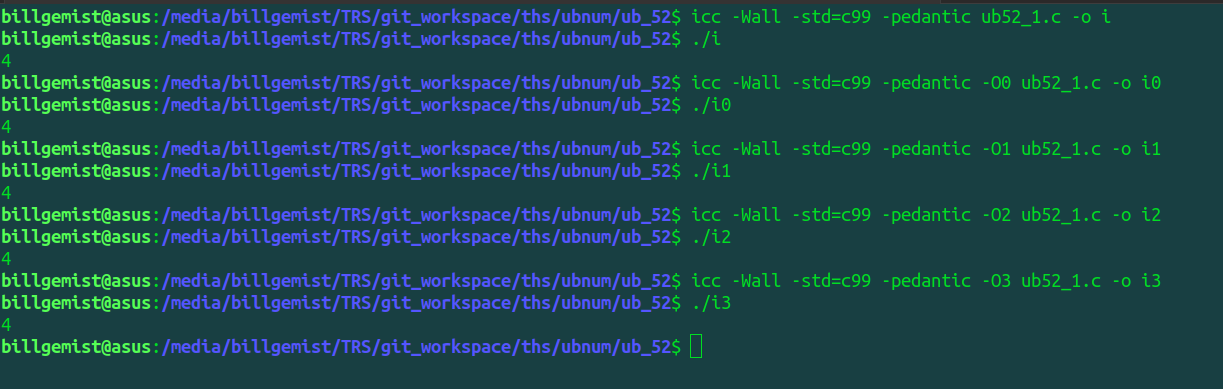 billgemist@asus:/media/billgemist/TRS/git_workspace/ths/ubnum/ub_52$ icc -Wall -std=c99 -pedantic ub52_1.c -o i
billgemist@asus:/media/billgemist/TRS/git_workspace/ths/ubnum/ub_52$ ./i
4
billgemist@asus:/media/billgemist/TRS/git_workspace/ths/ubnum/ub_52$ icc -Wall -std=c99 -pedantic -O0 ub52_1.c -o i0
billgemist@asus:/media/billgemist/TRS/git_workspace/ths/ubnum/ub_52$ ./i0
4
billgemist@asus:/media/billgemist/TRS/git_workspace/ths/ubnum/ub_52$ icc -Wall -std=c99 -pedantic -O1 ub52_1.c -o i1
billgemist@asus:/media/billgemist/TRS/git_workspace/ths/ubnum/ub_52$ ./i1
4
billgemist@asus:/media/billgemist/TRS/git_workspace/ths/ubnum/ub_52$ icc -Wall -std=c99 -pedantic -O2 ub52_1.c -o i2
billgemist@asus:/media/billgemist/TRS/git_workspace/ths/ubnum/ub_52$ ./i2
4
billgemist@asus:/media/billgemist/TRS/git_workspace/ths/ubnum/ub_52$ icc -Wall -std=c99 -pedantic -O3 ub52_1.c -o i3
billgemist@asus:/media/billgemist/TRS/git_workspace/ths/ubnum/ub_52$ ./i3
4
billgemist@asus:/media/billgemist/TRS/git_workspace/ths/ubnum/ub_52$